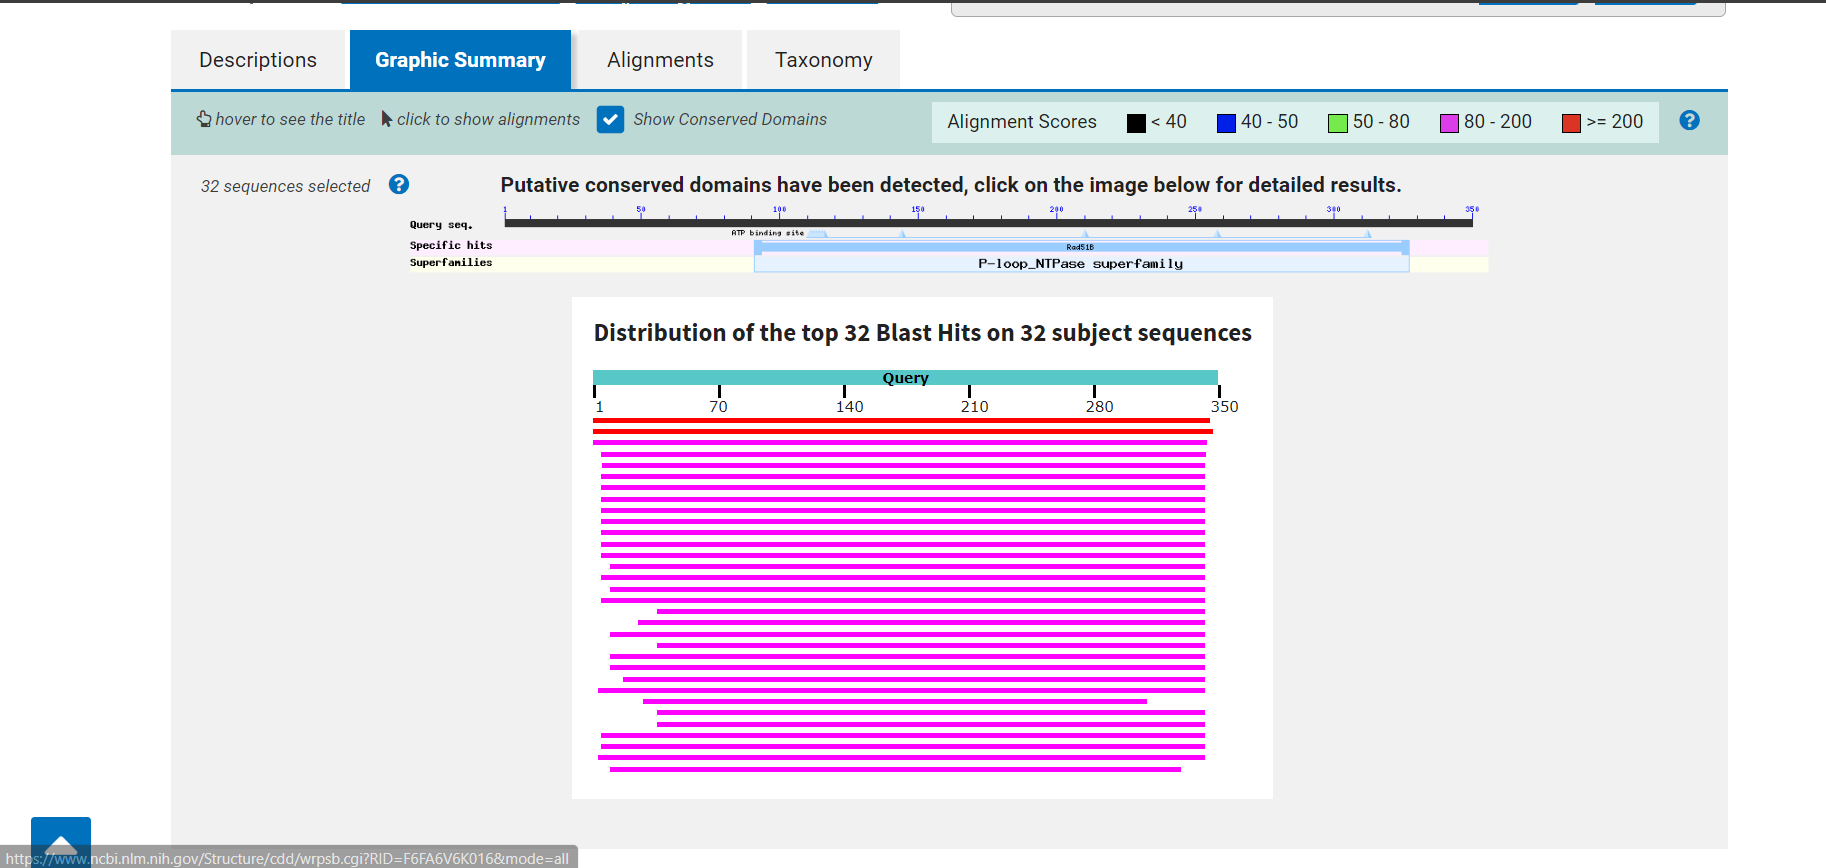 Descriptions
Graphic Summary
Alignments
Taxonomy
hover to see the title
click to show alignments
Show Conserved Domains
Alignment Scores
< 40
40 - 50
50 - 80
80 - 200
>= 200
?
32 sequences selected
?
Putative conserved domains have been detected, click on the image below for detailed results.
1 50 100 150 200 250 300 350
Query seq.
ATP binding site
Specific hits
Rad51B
Superfamilies
P-loop_NTPase superfamily
Distribution of the top 32 Blast Hits on 32 subject sequences
Query
1 70 140 210 280 350
https://www.ncbi.nlm.nih.gov/Structure/cdd/wrpsb.cgi?RID=F6FA6V6K016&mode=all